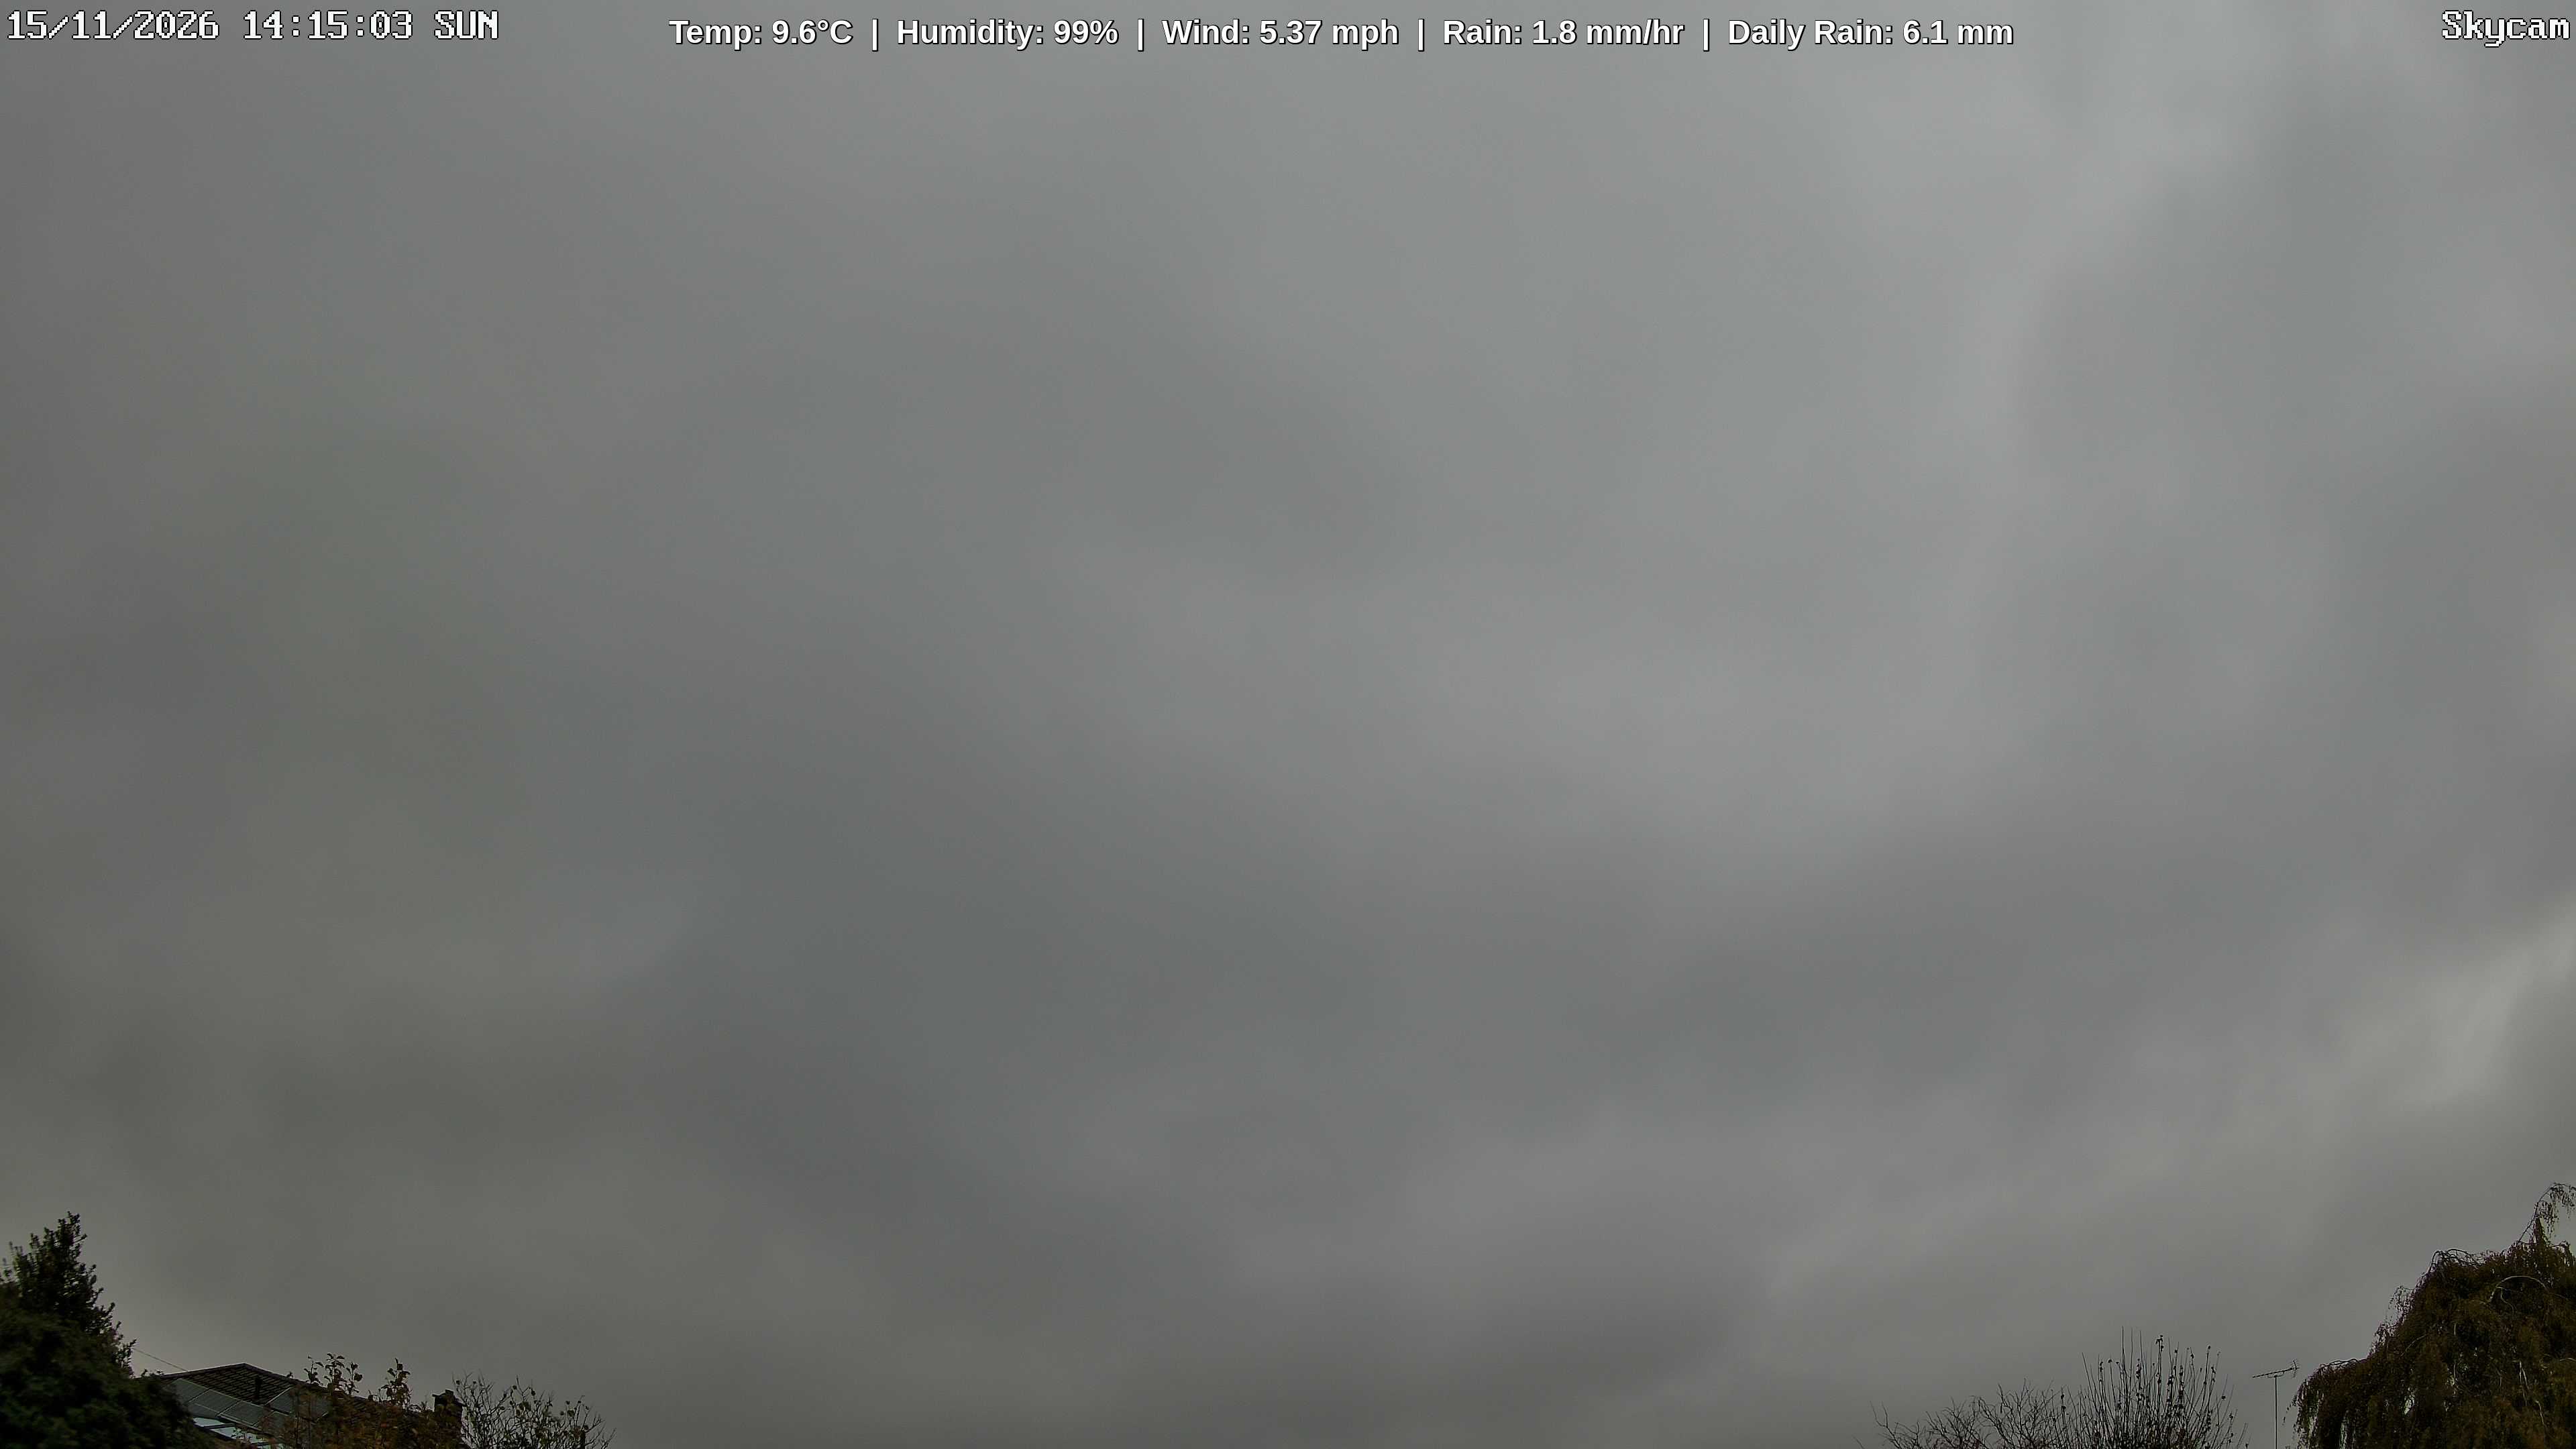 15/11/2026 14:15:03 SUN
Temp: 9.6°C | Humidity: 99% | Wind: 5.37 mph | Rain: 1.8 mm/hr | Daily Rain: 6.1 mm
Skycam